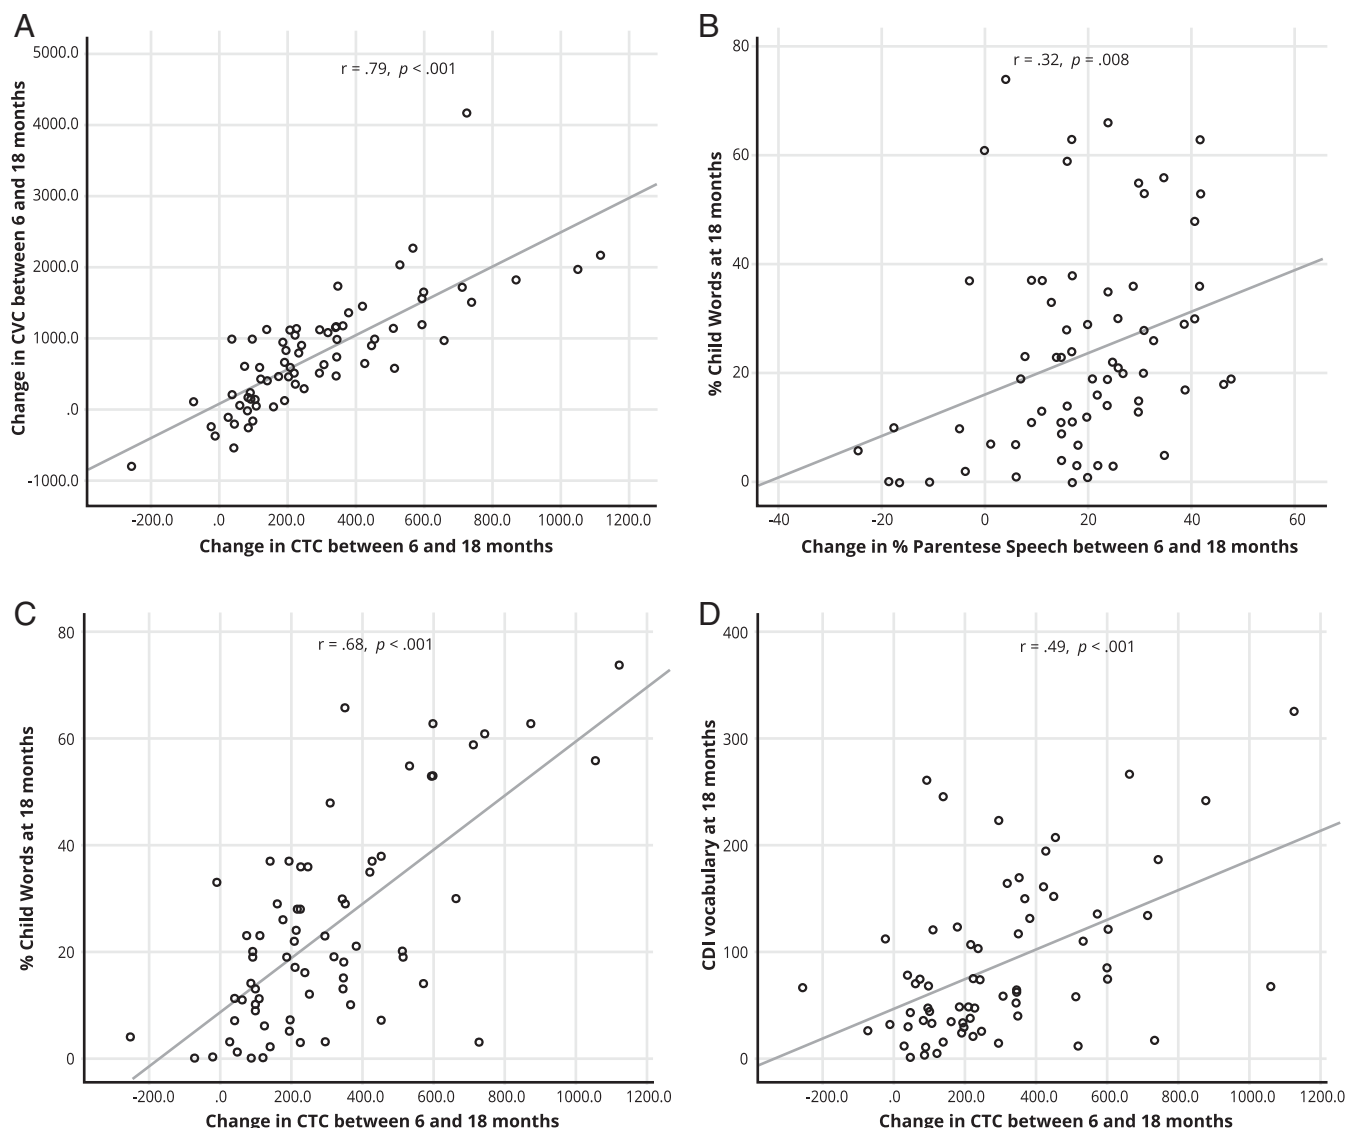 A
r = .79, p < .001
5000.0
4000.0
3000.0
2000.0
1000.0
.0
-1000.0
Change in CVC between 6 and 18 months
-200.0 .0 200.0 400.0 600.0 800.0 1000.0 1200.0
Change in CTC between 6 and 18 months
B
r = .32, p = .008
80
60
40
20
0
% Child Words at 18 months
-40 -20 0 20 40 60
Change in % Parentese Speech between 6 and 18 months
C
r = .68, p < .001
80
60
40
20
0
% Child Words at 18 months
-200.0 .0 200.0 400.0 600.0 800.0 1000.0 1200.0
Change in CTC between 6 and 18 months
D
r = .49, p < .001
400
300
200
100
0
CDI vocabulary at 18 months
-200.0 .0 200.0 400.0 600.0 800.0 1000.0 1200.0
Change in CTC between 6 and 18 months